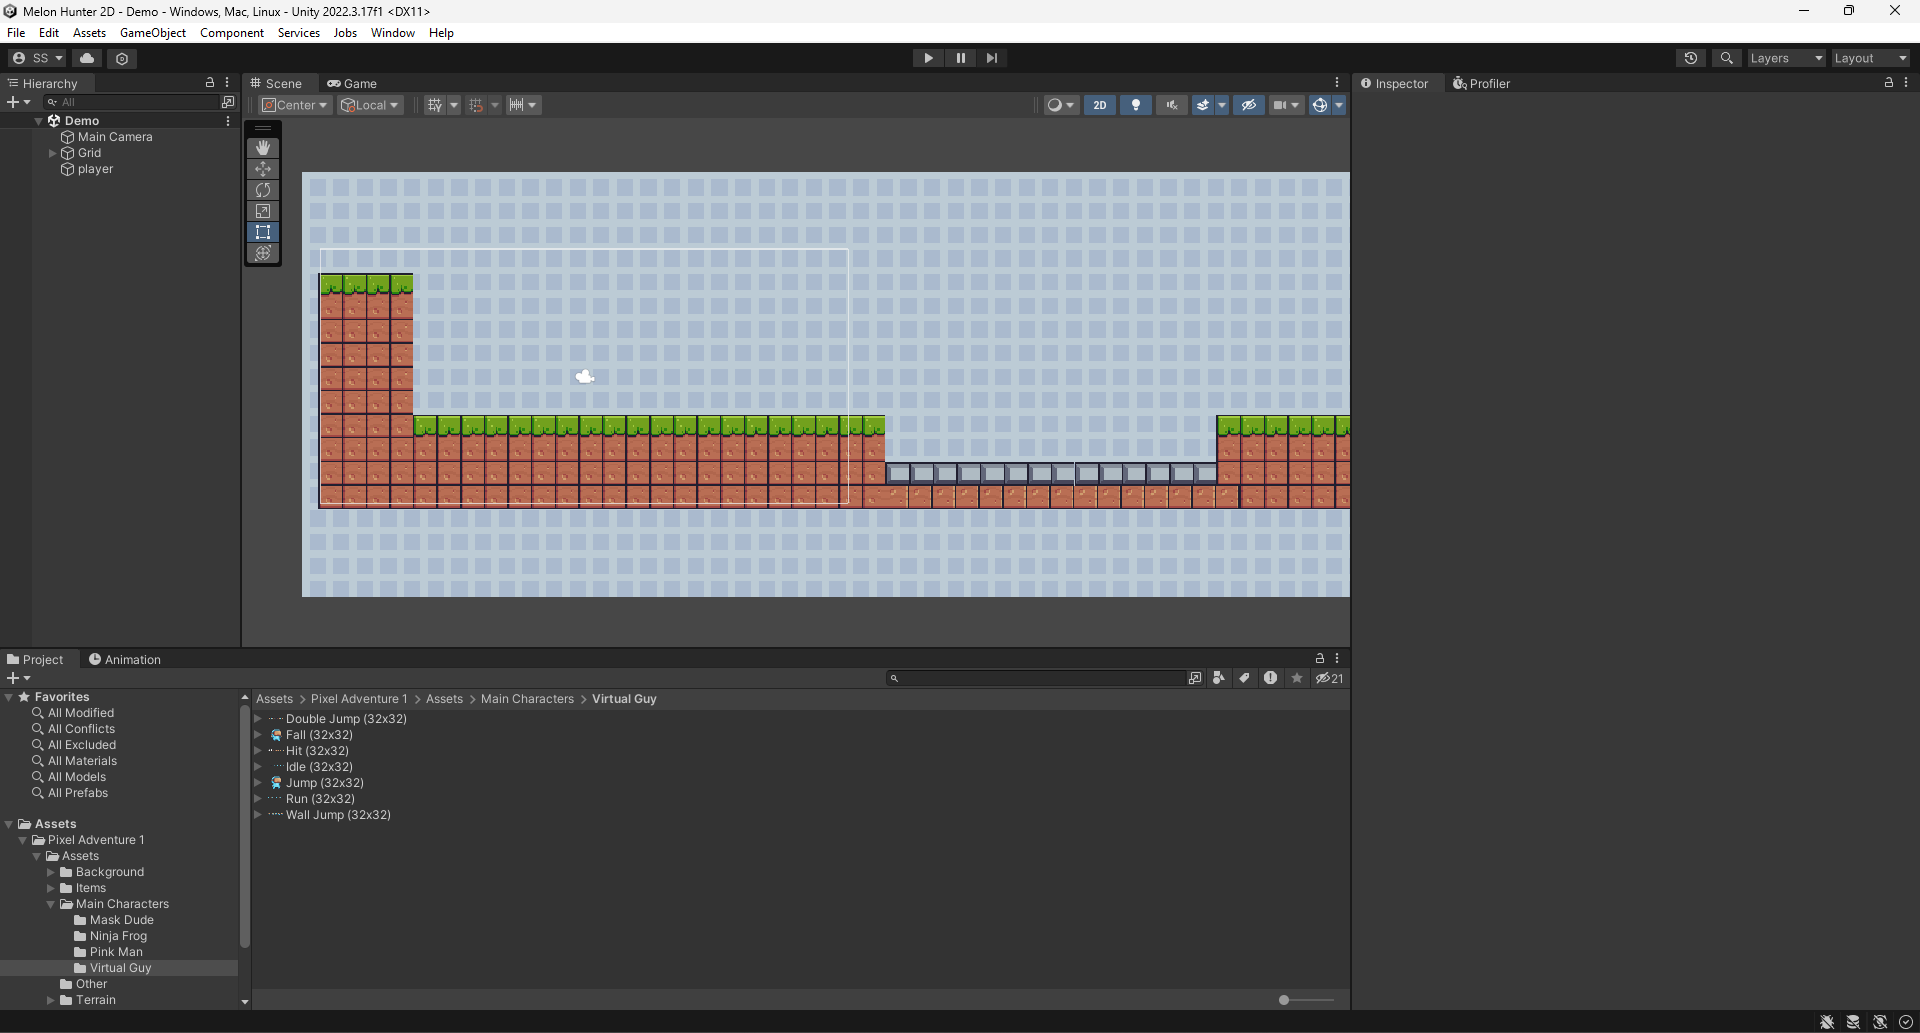 Melon Hunter 2D - Demo - Windows, Mac, Linux - Unity 2022.3.17f1 <DX11>
File Edit Assets GameObject Component Services Jobs Window Help
SS Layers Layout
Hierarchy Scene Game Inspector Profiler
All Center Local 2D
Demo
Main Camera
Grid
player
Project Animation
21
Favorites Assets > Pixel Adventure 1 > Assets > Main Characters > Virtual Guy
All Modified
All Conflicts
All Excluded
All Materials
All Models
All Prefabs
Assets
Pixel Adventure 1
Assets
Background
Items
Main Characters
Mask Dude
Ninja Frog
Pink Man
Virtual Guy
Other
Terrain
Double Jump (32x32)
Fall (32x32)
Hit (32x32)
Idle (32x32)
Jump (32x32)
Run (32x32)
Wall Jump (32x32)